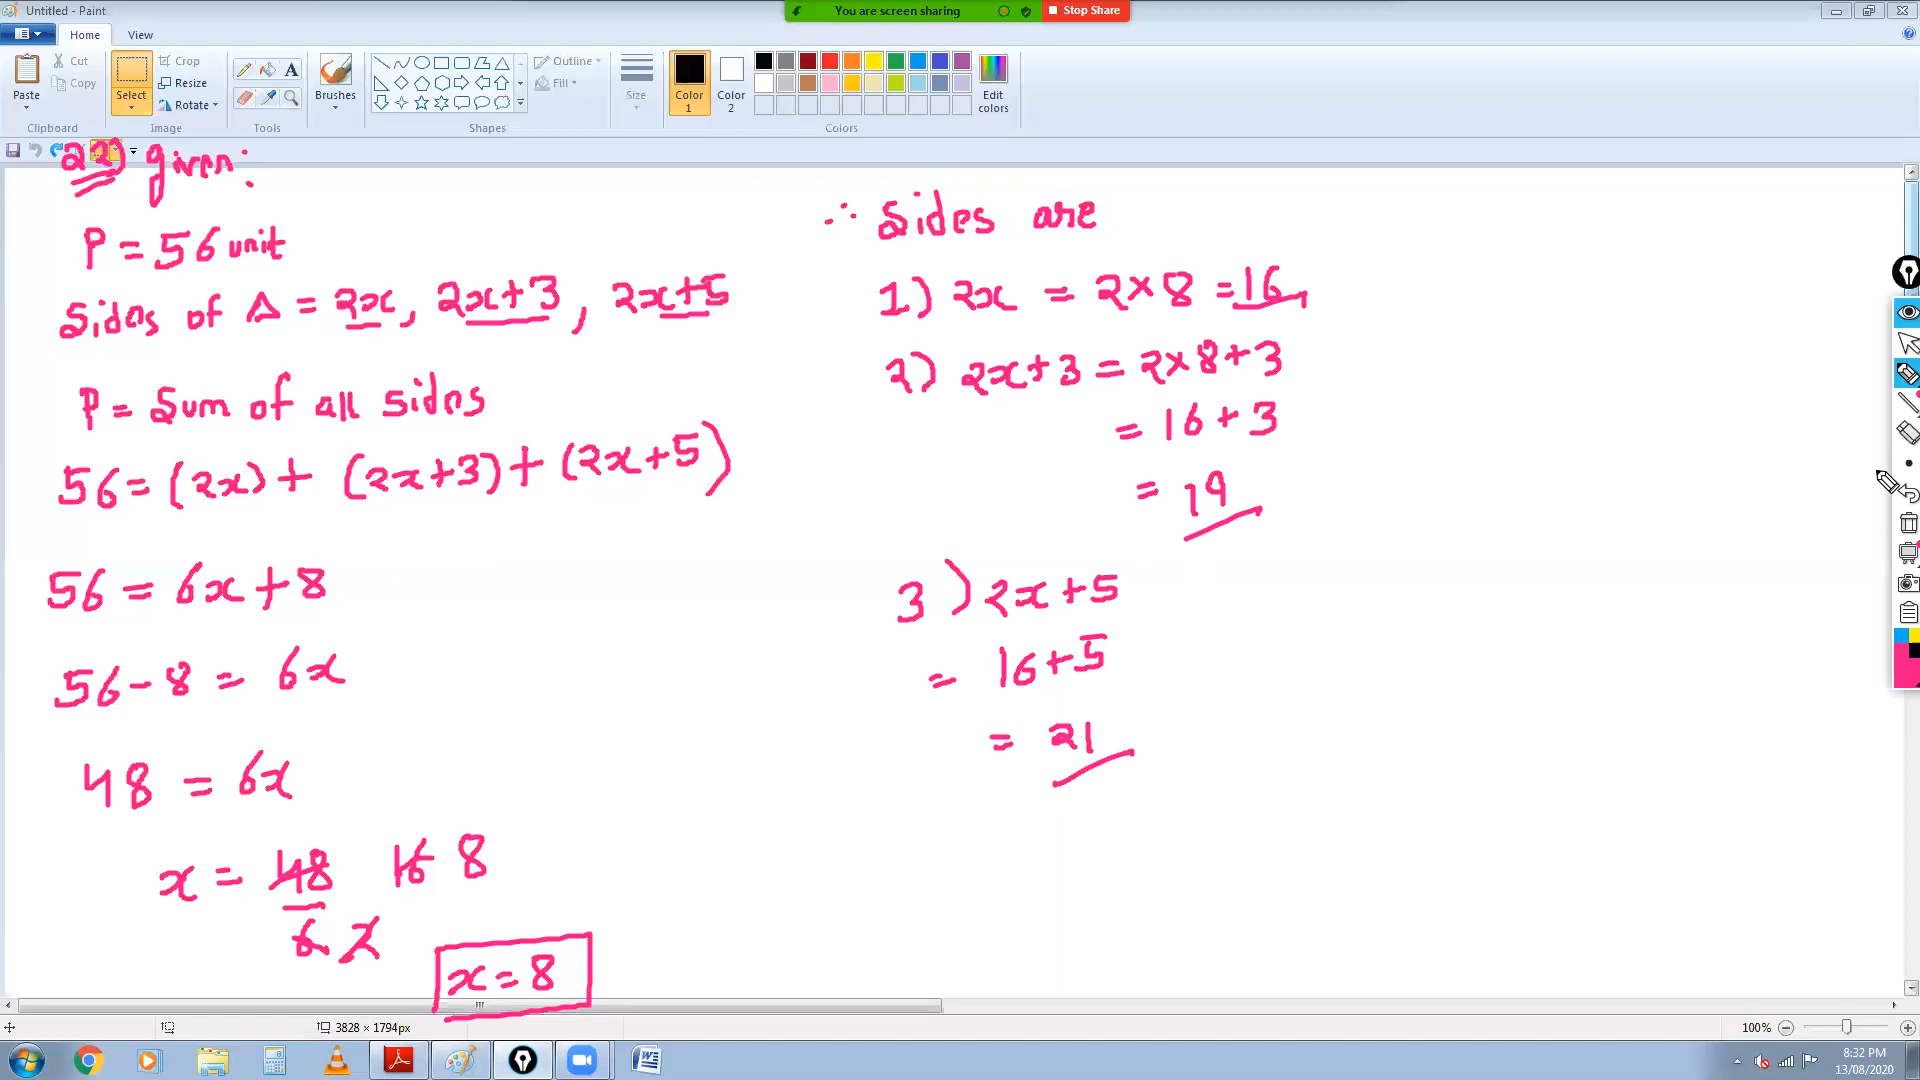 Untitled - Paint
You are screen sharing
Stop Share
Home
View
Paste
Cut
Copy
Clipboard
Select
Crop
Resize
Rotate
Image
A
Tools
Brushes
Shapes
Outline
Fill
Size
Color 1
Color 2
Edit colors
Colors
22) given:
P = 56 unit
Sides of Δ = 2x, 2x+3, 2x+5
P = Sum of all sides
56 = (2x) + (2x+3) + (2x+5)
56 = 6x + 8
56 - 8 = 6x
48 = 6x
x = 48 16 8
6 2
x = 8
∴ Sides are
1) 2x = 2×8 = 16
2) 2x+3 = 2×8+3
= 16+3
= 19
3) 2x+5
= 16+5
= 21
3828 × 1794px
100%
8:32 PM
13/08/2020